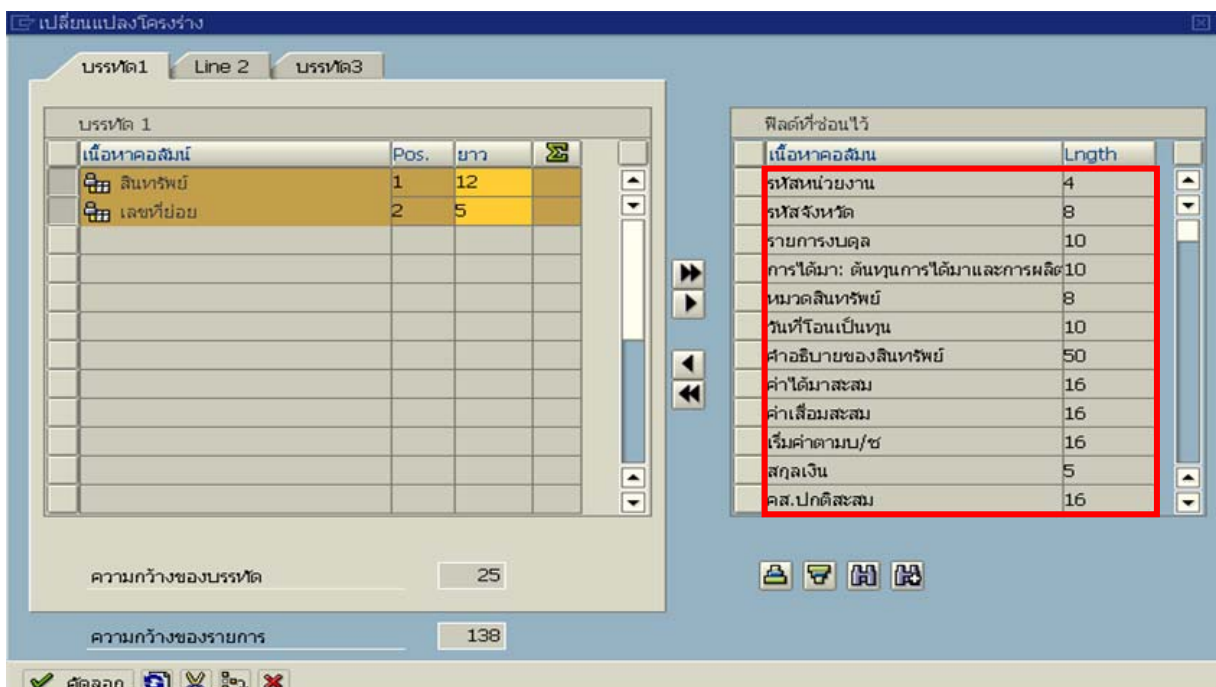 เปลี่ยนแปลงโครงร่าง
บรรทัด1 Line 2 บรรทัด3
บรรทัด 1
เนื้อหาคอลัมน์ Pos. ยาว
สินทรัพย์ 1 12
เลขที่ย่อย 2 5
ความกว้างของบรรทัด 25
ความกว้างของรายการ 138
ฟิลด์ที่ซ่อนไว้
เนื้อหาคอลัมน Lngth
รหัสหน่วยงาน 4
รหัสจังหวัด 8
รายการงบดุล 10
การได้มา: ต้นทุนการได้มาและการผลิต 10
หมวดสินทรัพย์ 8
วันที่โอนเป็นทุน 10
คำอธิบายของสินทรัพย์ 50
ค่าได้มาสะสม 16
ค่าเสื่อมสะสม 16
เริ่มค่าตามบ/ช 16
สกุลเงิน 5
คส.ปกติสะสม 16
คัดลอก